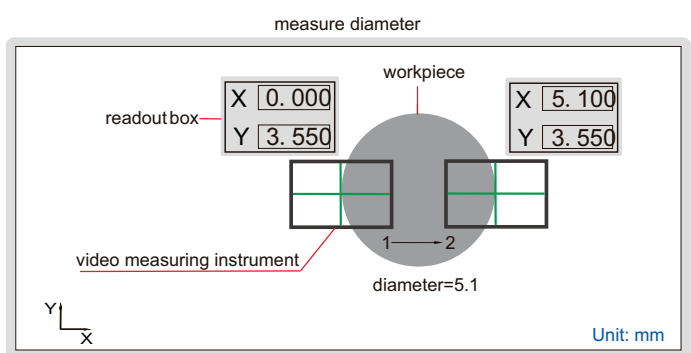 measure diameter
workpiece
readout box
X 0.000
Y 3.550
X 5.100
Y 3.550
1 2
video measuring instrument
diameter=5.1
Y
X
Unit: mm